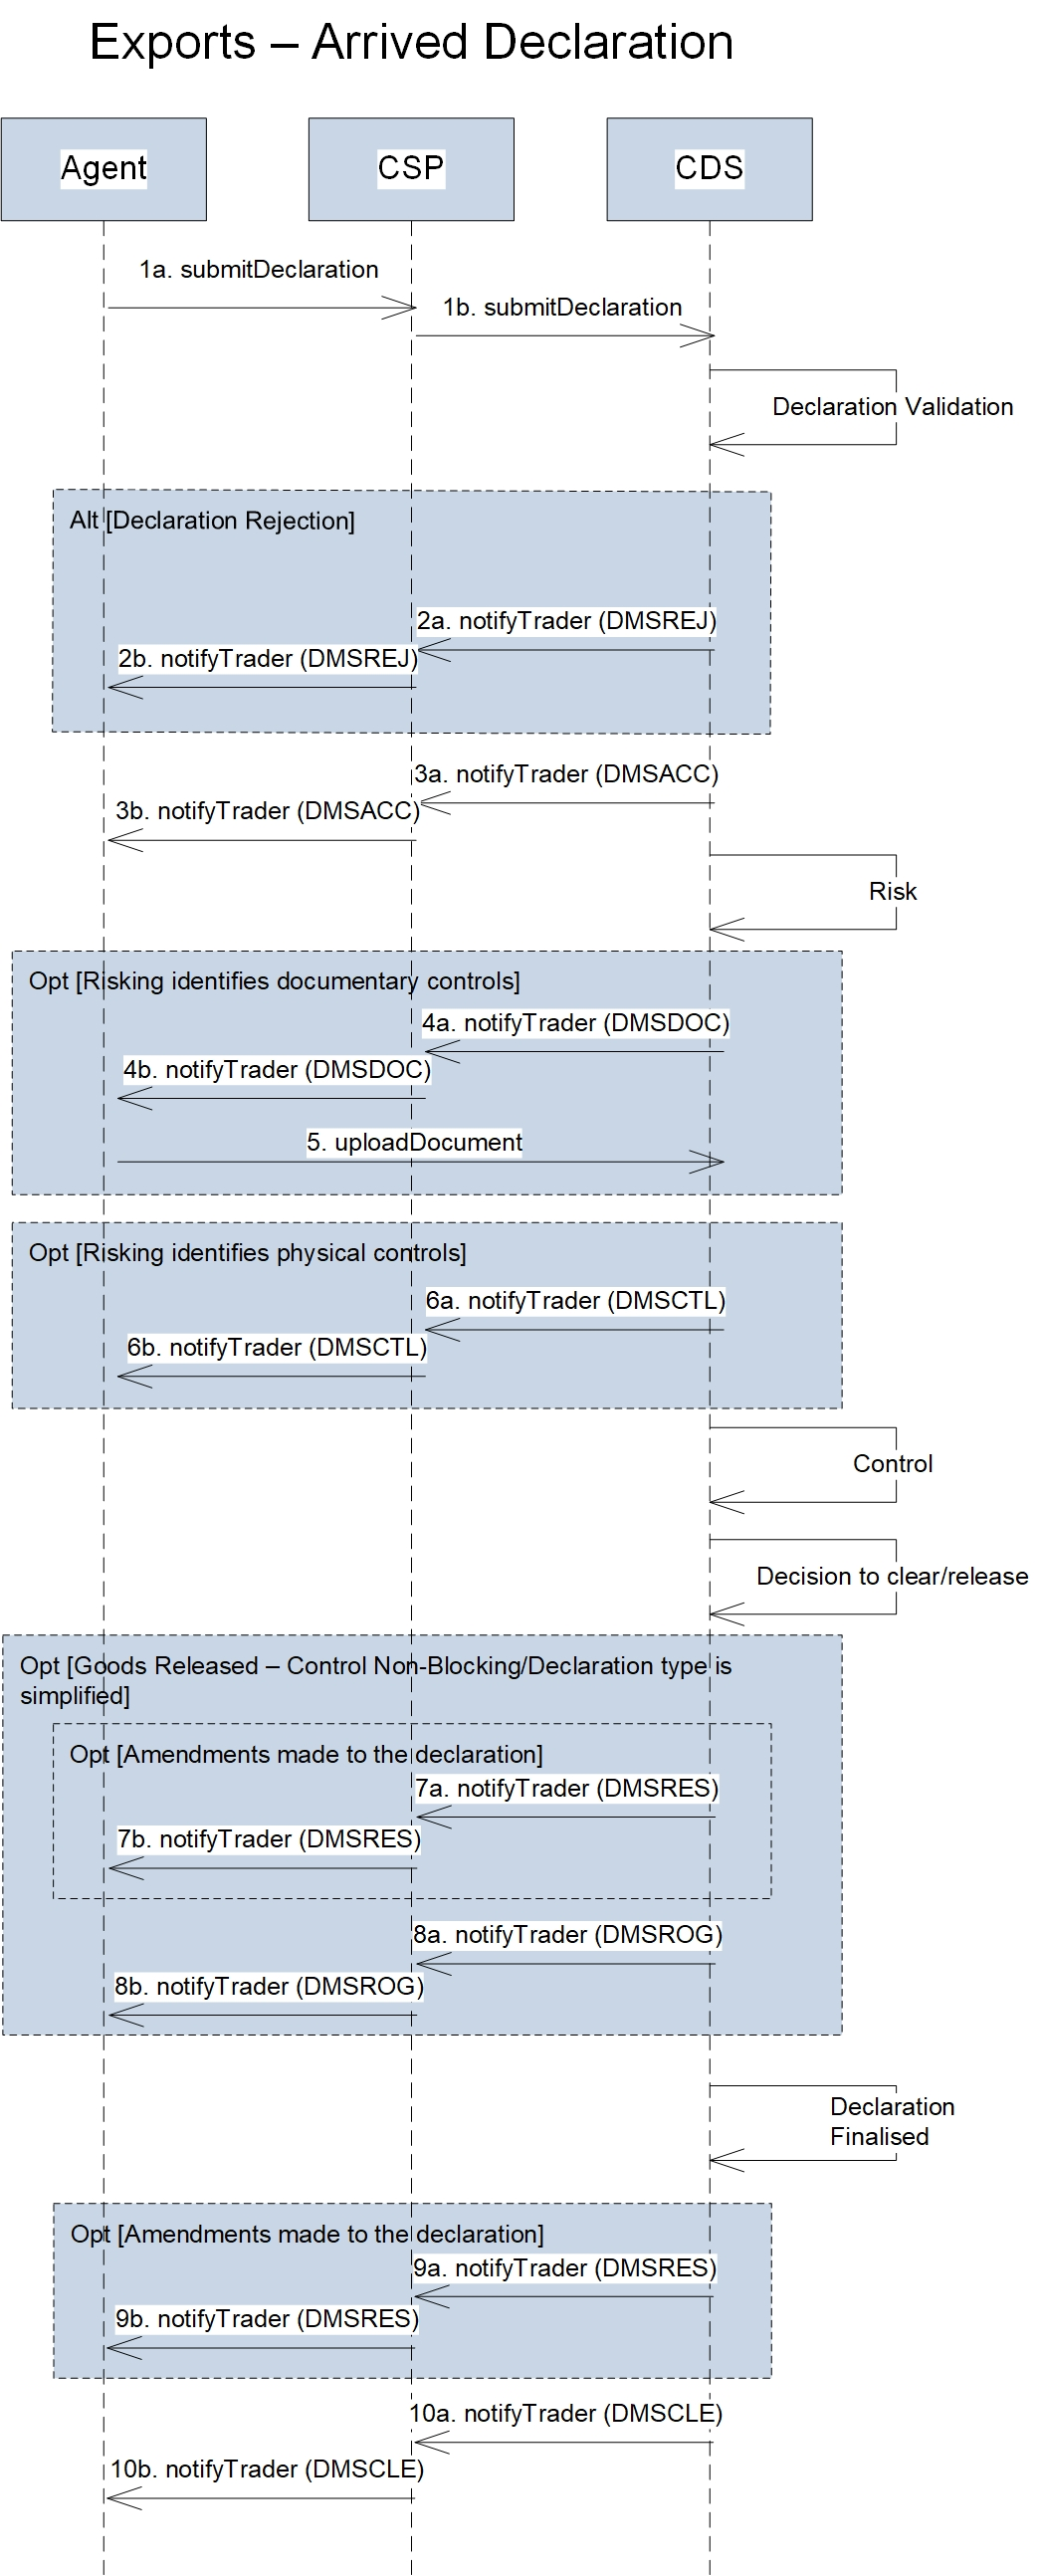 Exports – Arrived Declaration
Agent
CSP
CDS
1a. submitDeclaration
1b. submitDeclaration
Declaration Validation
Alt [Declaration Rejection]
2a. notifyTrader (DMSREJ)
2b. notifyTrader (DMSREJ)
3a. notifyTrader (DMSACC)
3b. notifyTrader (DMSACC)
Risk
Opt [Risking identifies documentary controls]
4a. notifyTrader (DMSDOC)
4b. notifyTrader (DMSDOC)
5. uploadDocument
Opt [Risking identifies physical controls]
6a. notifyTrader (DMSCTL)
6b. notifyTrader (DMSCTL)
Control
Decision to clear/release
Opt [Goods Released – Control Non-Blocking/Declaration type is
simplified]
Opt [Amendments made to the declaration]
7a. notifyTrader (DMSRES)
7b. notifyTrader (DMSRES)
8a. notifyTrader (DMSROG)
8b. notifyTrader (DMSROG)
Declaration
Finalised
Opt [Amendments made to the declaration]
9a. notifyTrader (DMSRES)
9b. notifyTrader (DMSRES)
10a. notifyTrader (DMSCLE)
10b. notifyTrader (DMSCLE)